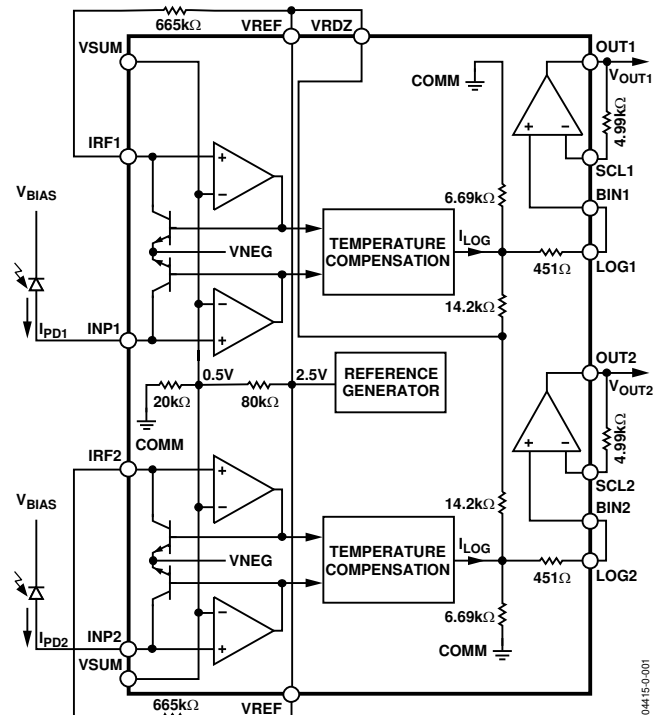 665kΩ
VREF
VRDZ
VSUM
COMM
OUT1
VOUT1
4.99kΩ
IRF1
SCL1
BIN1
6.69kΩ
VBIAS
VNEG
TEMPERATURE
COMPENSATION
ILOG
451Ω
LOG1
14.2kΩ
IPD1
INP1
OUT2
VOUT2
0.5V
2.5V
REFERENCE
GENERATOR
20kΩ
80kΩ
COMM
4.99kΩ
IRF2
SCL2
14.2kΩ
BIN2
VBIAS
VNEG
TEMPERATURE
COMPENSATION
ILOG
451Ω
LOG2
6.69kΩ
IPD2
INP2
COMM
VSUM
665kΩ
VREF
04415-0-001